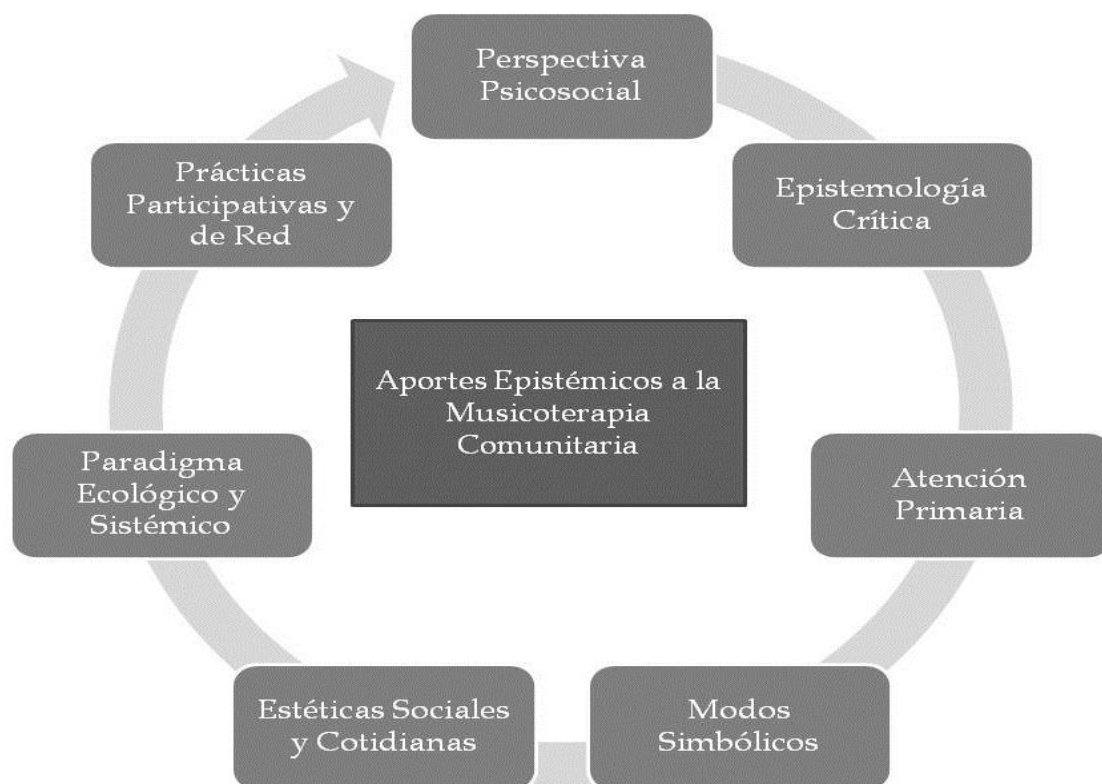 Perspectiva
Psicosocial
Epistemología
Crítica
Atención
Primaria
Modos
Simbólicos
Estéticas Sociales
y Cotidianas
Paradigma
Ecológico y
Sistémico
Prácticas
Participativas y
de Red
Aportes Epistémicos a la
Musicoterapia
Comunitaria